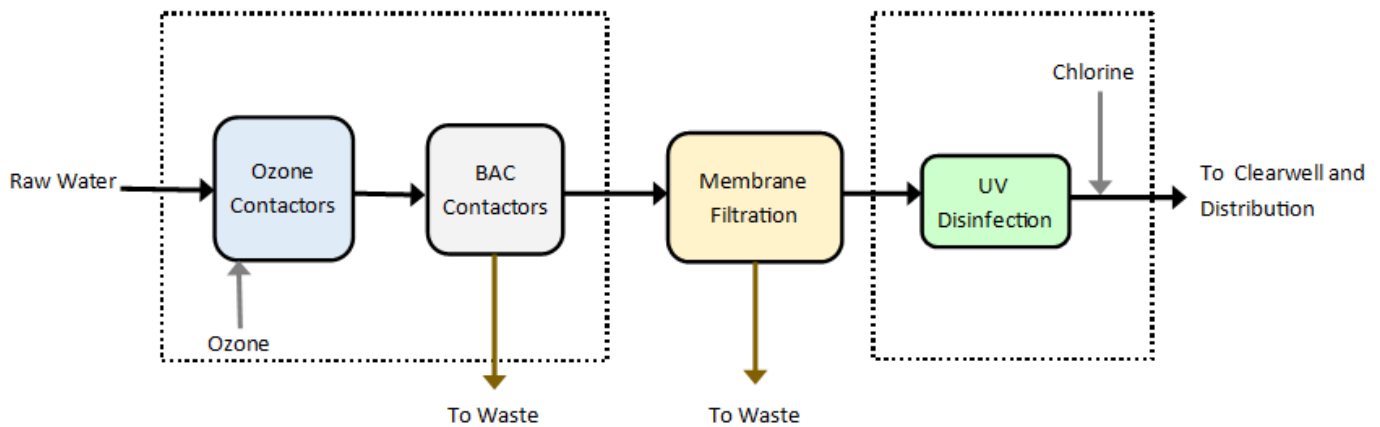 Chlorine
Raw Water
Ozone
Contactors
BAC
Contactors
Membrane
Filtration
UV
Disinfection
To Clearwell and
Distribution
Ozone
To Waste
To Waste